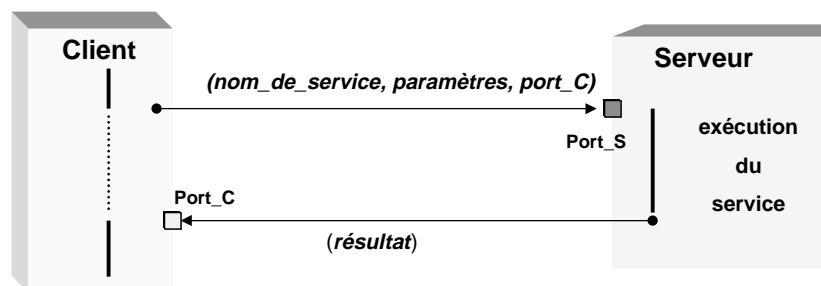 Client
Serveur
(nom_de_service, paramètres, port_C)
Port_S
exécution
du
service
Port_C
(résultat)